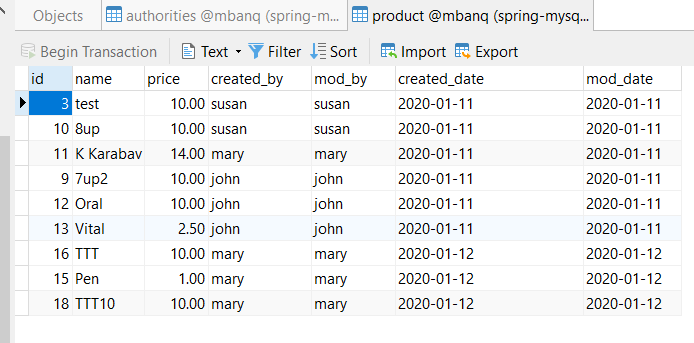 Objects authorities @mbanq (spring-m... product @mbanq (spring-mysq...
Begin Transaction Text Filter Sort Import Export
id name price created_by mod_by created_date mod_date
3 test 10.00 susan susan 2020-01-11 2020-01-11
10 8up 10.00 susan susan 2020-01-11 2020-01-11
11 K Karabav 14.00 mary mary 2020-01-11 2020-01-11
9 7up2 10.00 john john 2020-01-11 2020-01-11
12 Oral 10.00 john john 2020-01-11 2020-01-11
13 Vital 2.50 john john 2020-01-11 2020-01-11
16 TTT 10.00 mary mary 2020-01-12 2020-01-12
15 Pen 1.00 mary mary 2020-01-12 2020-01-12
18 TTT10 10.00 mary mary 2020-01-12 2020-01-12